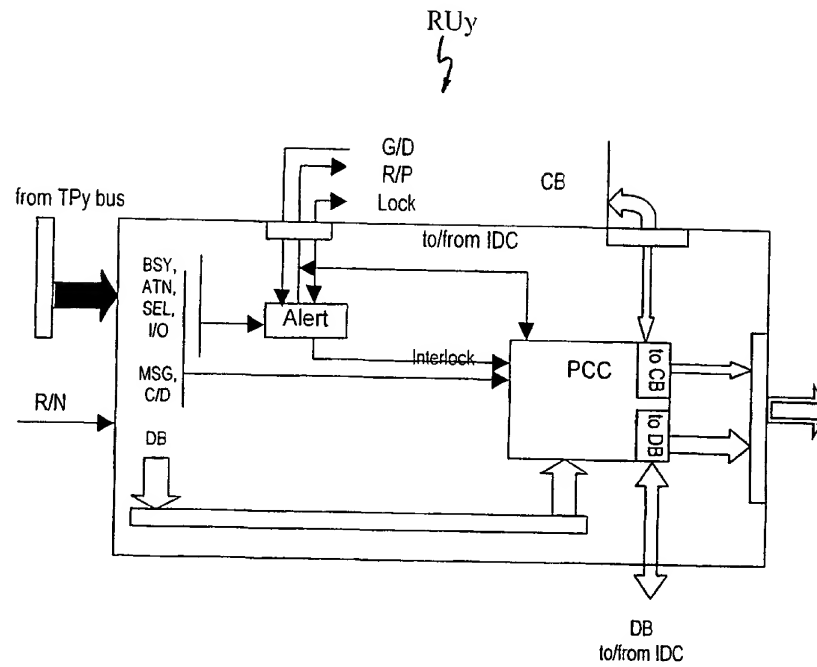 RUy
G/D
R/P
Lock
CB
from TPy bus
to/from IDC
BSY,
ATN,
SEL,
I/O
Alert
Interlock
PCC
to CB
to DB
MSG,
C/D
R/N
DB
DB
to/from IDC